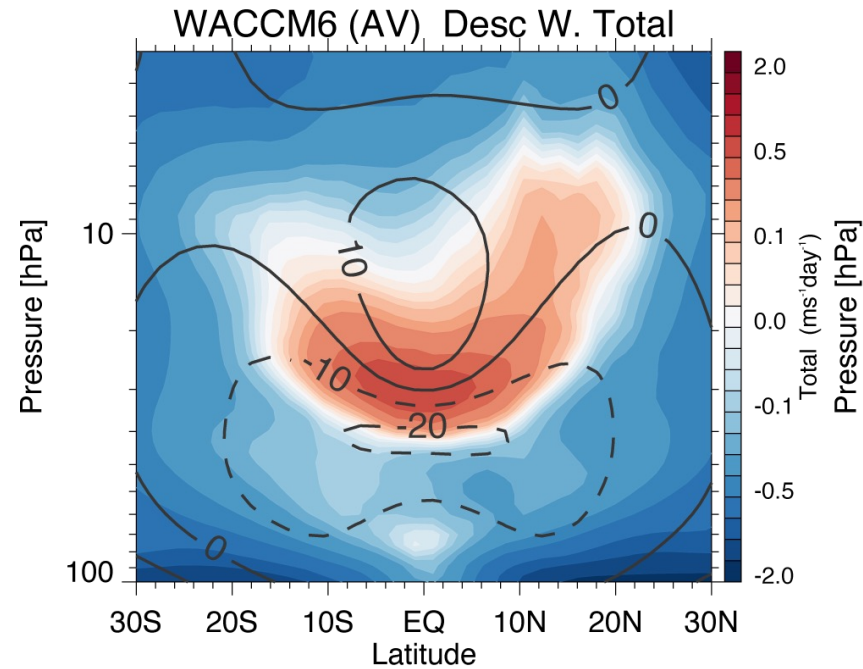 WACCM6 (AV)  Desc W. Total
Pressure [hPa]
10
100
0
10
0
-10
-20
0
30S
20S
10S
EQ
10N
20N
30N
Latitude
2.0
0.5
0.1
0.0
-0.1
-0.5
-2.0
Total  (ms⁻¹day⁻¹)
Pressure [hPa]